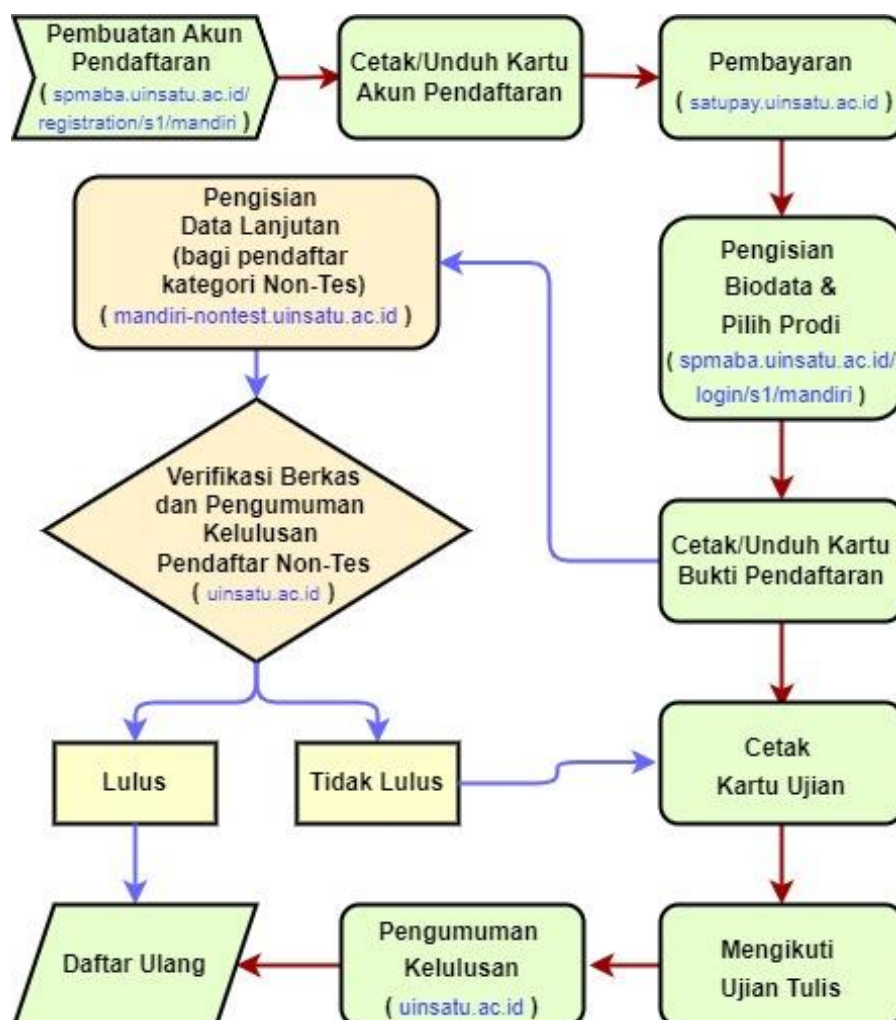 Pembuatan Akun
Pendaftaran
( spmaba.uinsatu.ac.id/
registration/s1/mandiri )
Cetak/Unduh Kartu
Akun Pendaftaran
Pembayaran
( satupay.uinsatu.ac.id )
Pengisian
Biodata &
Pilih Prodi
( spmaba.uinsatu.ac.id/
login/s1/mandiri )
Cetak/Unduh Kartu
Bukti Pendaftaran
Pengisian
Data Lanjutan
(bagi pendaftar
kategori Non-Tes)
( mandiri-nontest.uinsatu.ac.id )
Verifikasi Berkas
dan Pengumuman
Kelulusan
Pendaftar Non-Tes
( uinsatu.ac.id )
Lulus
Tidak Lulus
Cetak
Kartu Ujian
Mengikuti
Ujian Tulis
Pengumuman
Kelulusan
( uinsatu.ac.id )
Daftar Ulang